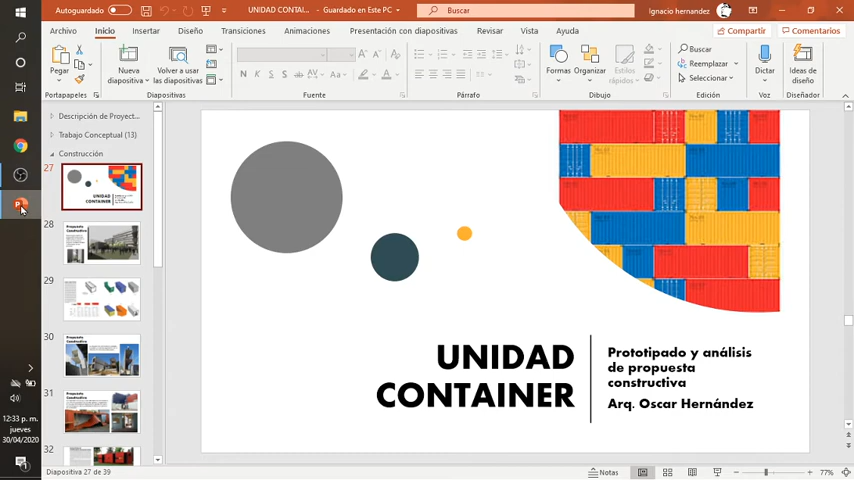 Autoguardado
UNIDAD CONTAI... - Guardado en Este PC
Buscar
Ignacio hernandez
Archivo
Inicio
Insertar
Diseño
Transiciones
Animaciones
Presentación con diapositivas
Revisar
Vista
Ayuda
Compartir
Comentarios
Pegar
Nueva diapositiva
Volver a usar las diapositivas
N K S
Formas
Organizar
Estilos rápidos
Buscar
Reemplazar
Seleccionar
Dictar
Ideas de diseño
Portapapeles
Diapositivas
Fuente
Párrafo
Dibujo
Edición
Voz
Diseñador
Descripción de Proyect...
Trabajo Conceptual (13)
Construcción
27
28
29
30
31
32
UNIDAD
CONTAINER
Prototipado y análisis
de propuesta
constructiva
Arq. Oscar Hernández
12:33 p. m.
jueves
30/04/2020
Diapositiva 27 de 39
Notas
77%